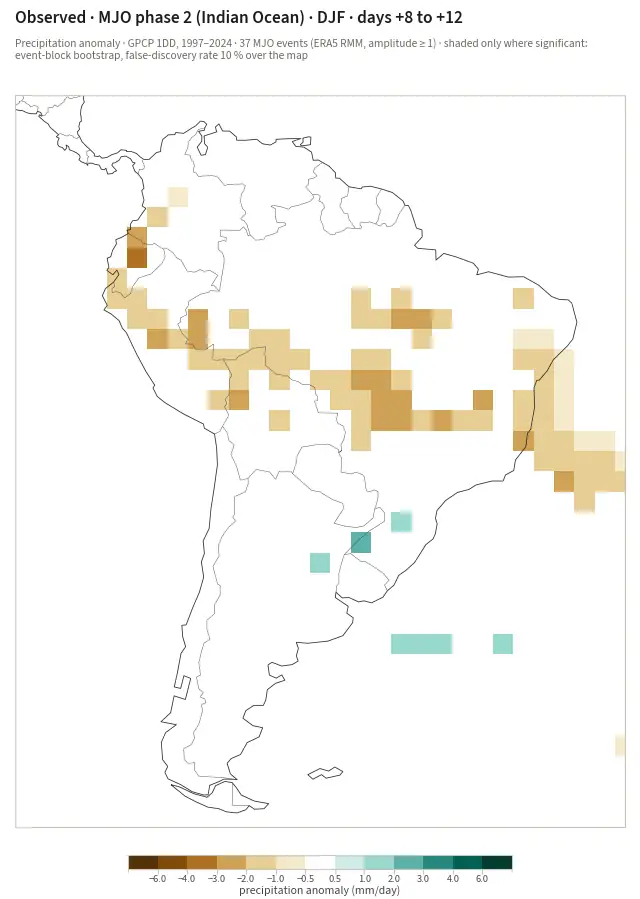 Observed · MJO phase 2 (Indian Ocean) · DJF · days +8 to +12
Precipitation anomaly · GPCP 1DD, 1997–2024 · 37 MJO events (ERA5 RMM, amplitude ≥ 1) · shaded only where significant:
event-block bootstrap, false-discovery rate 10 % over the map
−6.0 −4.0 −3.0 −2.0 −1.0 −0.5 0.5 1.0 2.0 3.0 4.0 6.0
precipitation anomaly (mm/day)